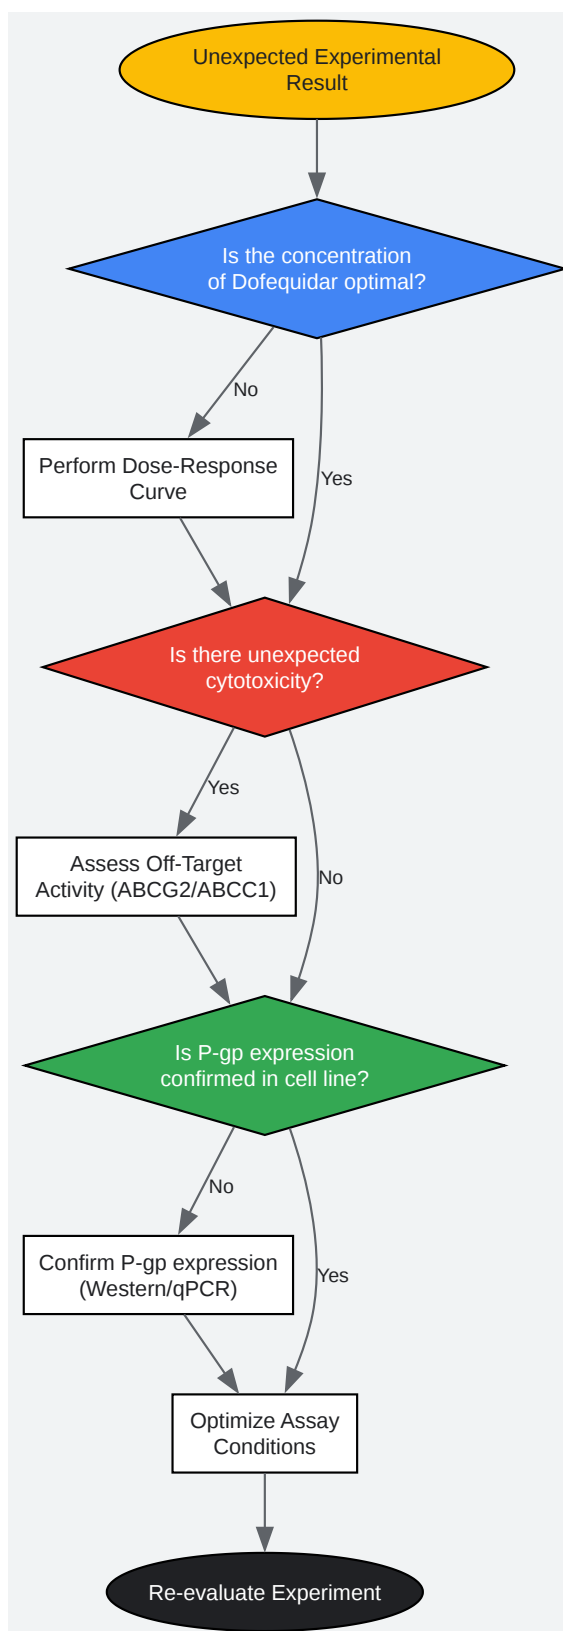 Unexpected Experimental
Result
Is the concentration
of Dofequidar optimal?
No
Perform Dose-Response
Curve
Yes
Is there unexpected
cytotoxicity?
Yes
Assess Off-Target
Activity (ABCG2/ABCC1)
No
Is P-gp expression
confirmed in cell line?
No
Confirm P-gp expression
(Western/qPCR)
Yes
Optimize Assay
Conditions
Re-evaluate Experiment